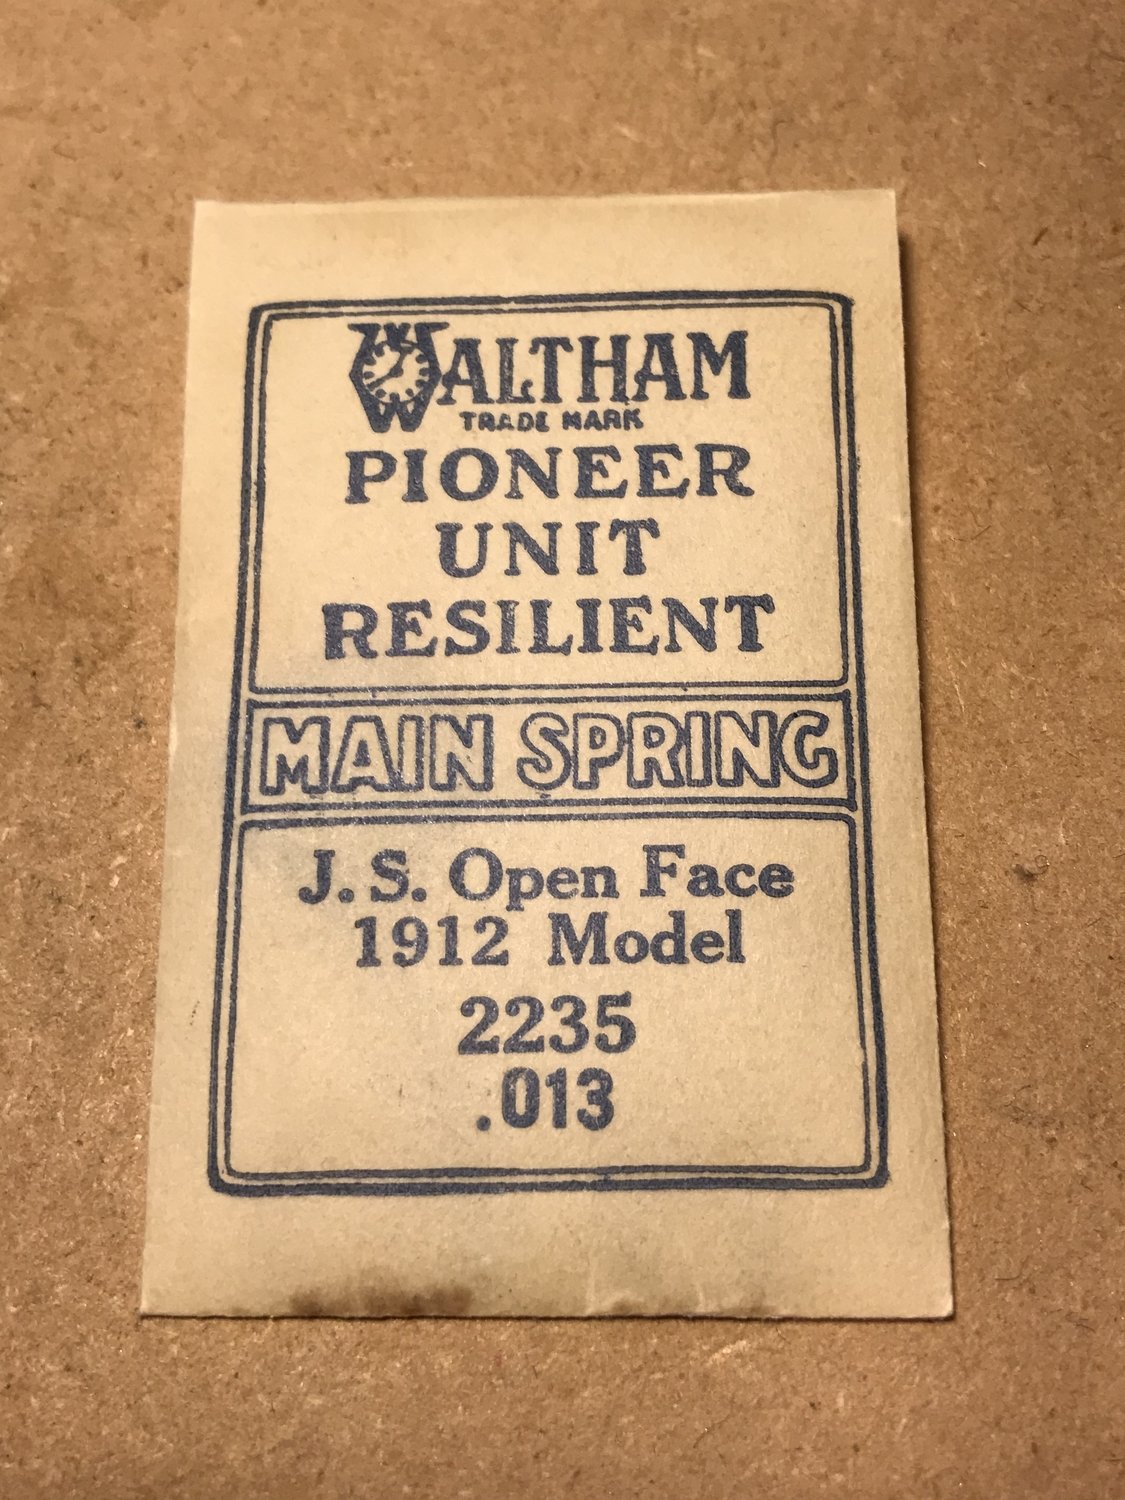 WALTHAM
TRADE MARK
PIONEER
UNIT
RESILIENT
MAIN SPRING
J. S. Open Face
1912 Model
2235
.013